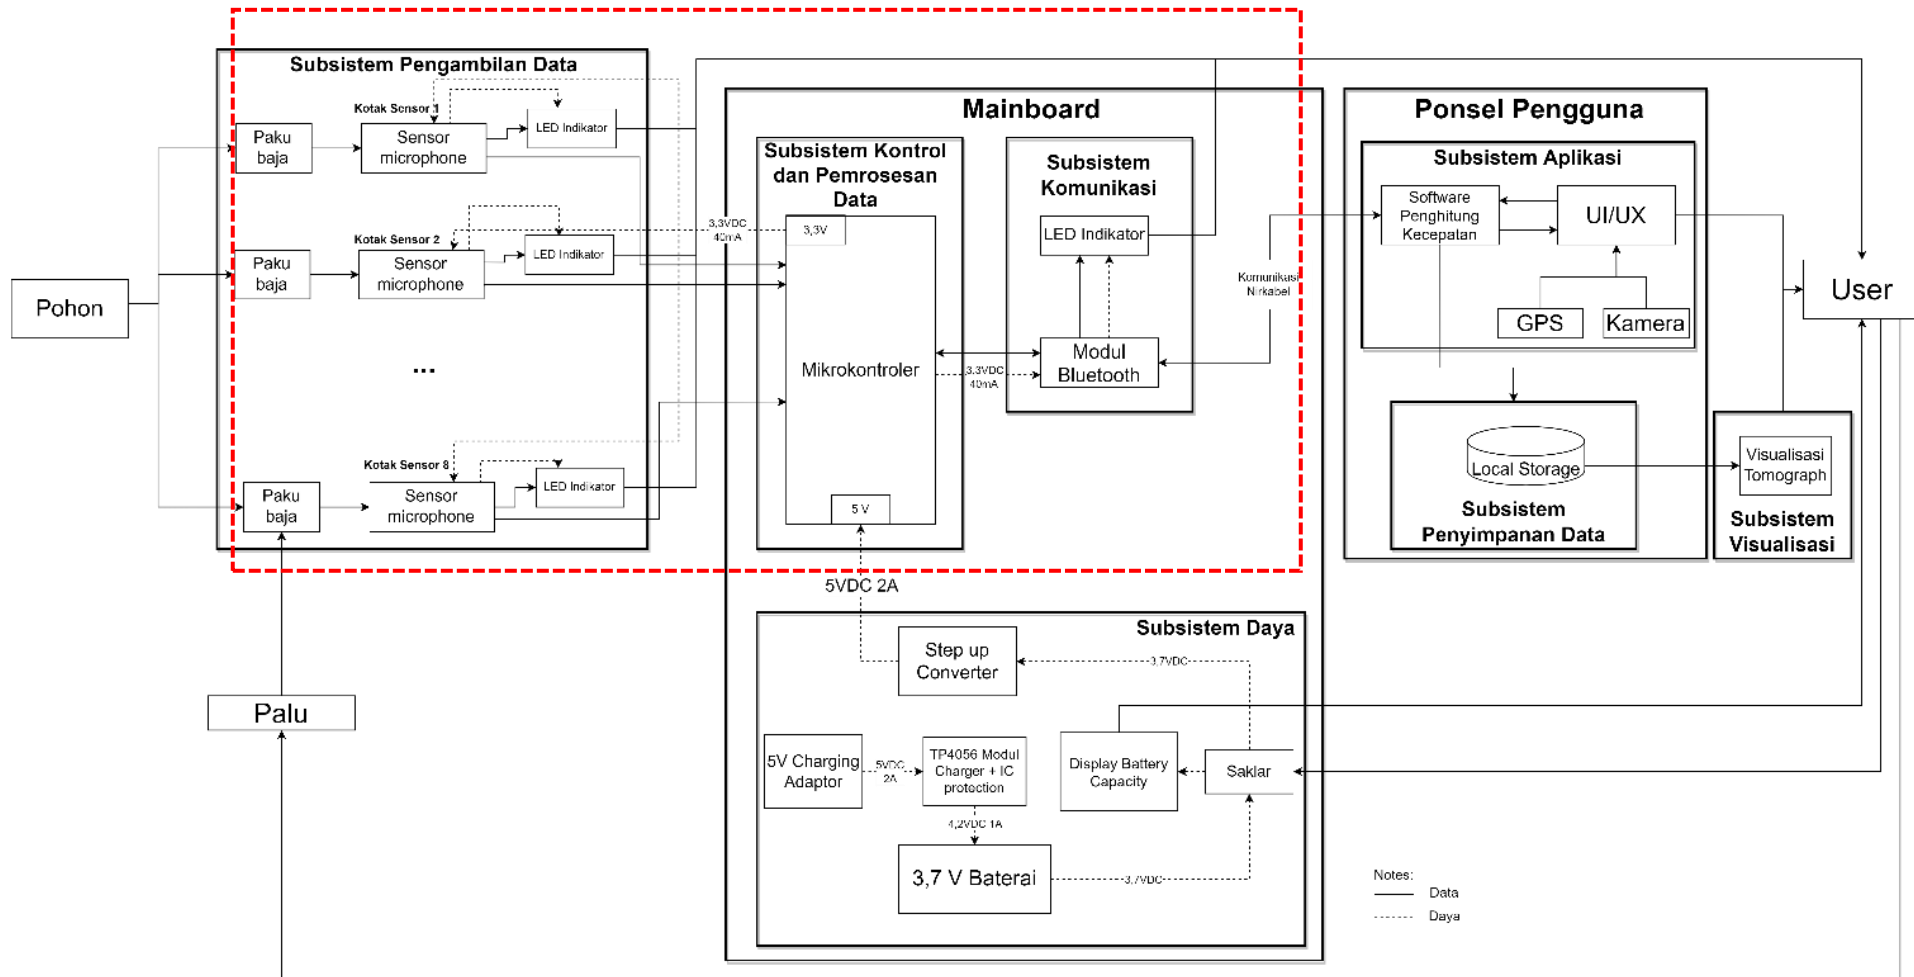 Subsistem Pengambilan Data
Kotak Sensor 1
Paku
baja
Sensor
microphone
LED Indikator
Kotak Sensor 2
Paku
baja
Sensor
microphone
LED Indikator
Pohon
...
Kotak Sensor 8
Paku
baja
Sensor
microphone
LED Indikator
Palu
Mainboard
Subsistem Kontrol
dan Pemrosesan
Data
3,3VDC
40mA
3,3V
Mikrokontroler
5 V
Subsistem
Komunikasi
LED Indikator
Modul
Bluetooth
3.3VDC
40mA
Komunikasi
Nirkabel
5VDC 2A
Subsistem Daya
Step up
Converter
3,7VDC
5V Charging
Adaptor
5VDC
2A
TP4056 Modul
Charger + IC
protection
4,2VDC 1A
3,7 V Baterai
3,7VDC
Display Battery
Capacity
Saklar
Ponsel Pengguna
Subsistem Aplikasi
Software
Penghitung
Kecepatan
UI/UX
GPS
Kamera
Local Storage
Subsistem
Penyimpanan Data
Visualisasi
Tomograph
Subsistem
Visualisasi
User
Notes:
Data
Daya